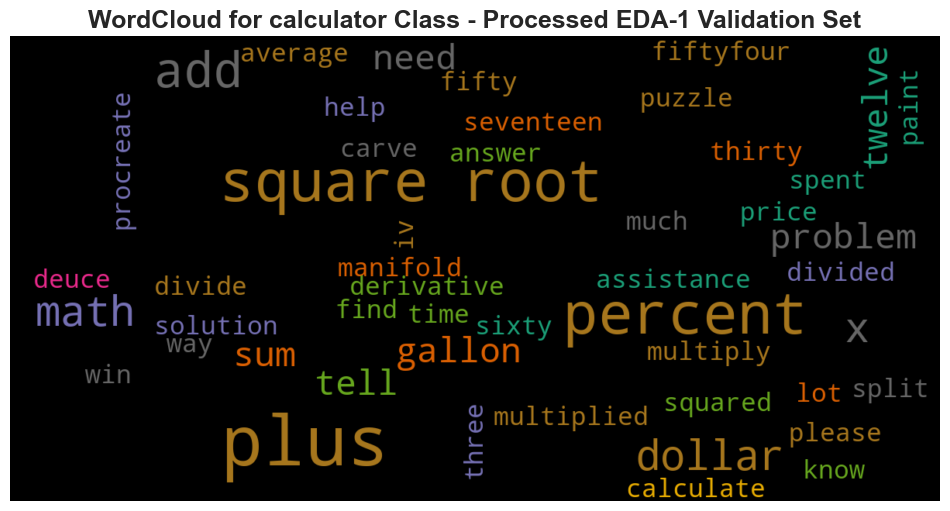 WordCloud for calculator Class - Processed EDA-1 Validation Set
add
average
need
fifty
fiftyfour
twelve
paint
procreate
help
seventeen
puzzle
carve
answer
thirty
square root
spent
price
much
iv
problem
manifold
deuce
divide
derivative
assistance
divided
math
solution
find
time
sixty
percent
x
way
sum
gallon
multiply
win
tell
squared
lot
split
plus
three
multiplied
dollar
please
know
calculate